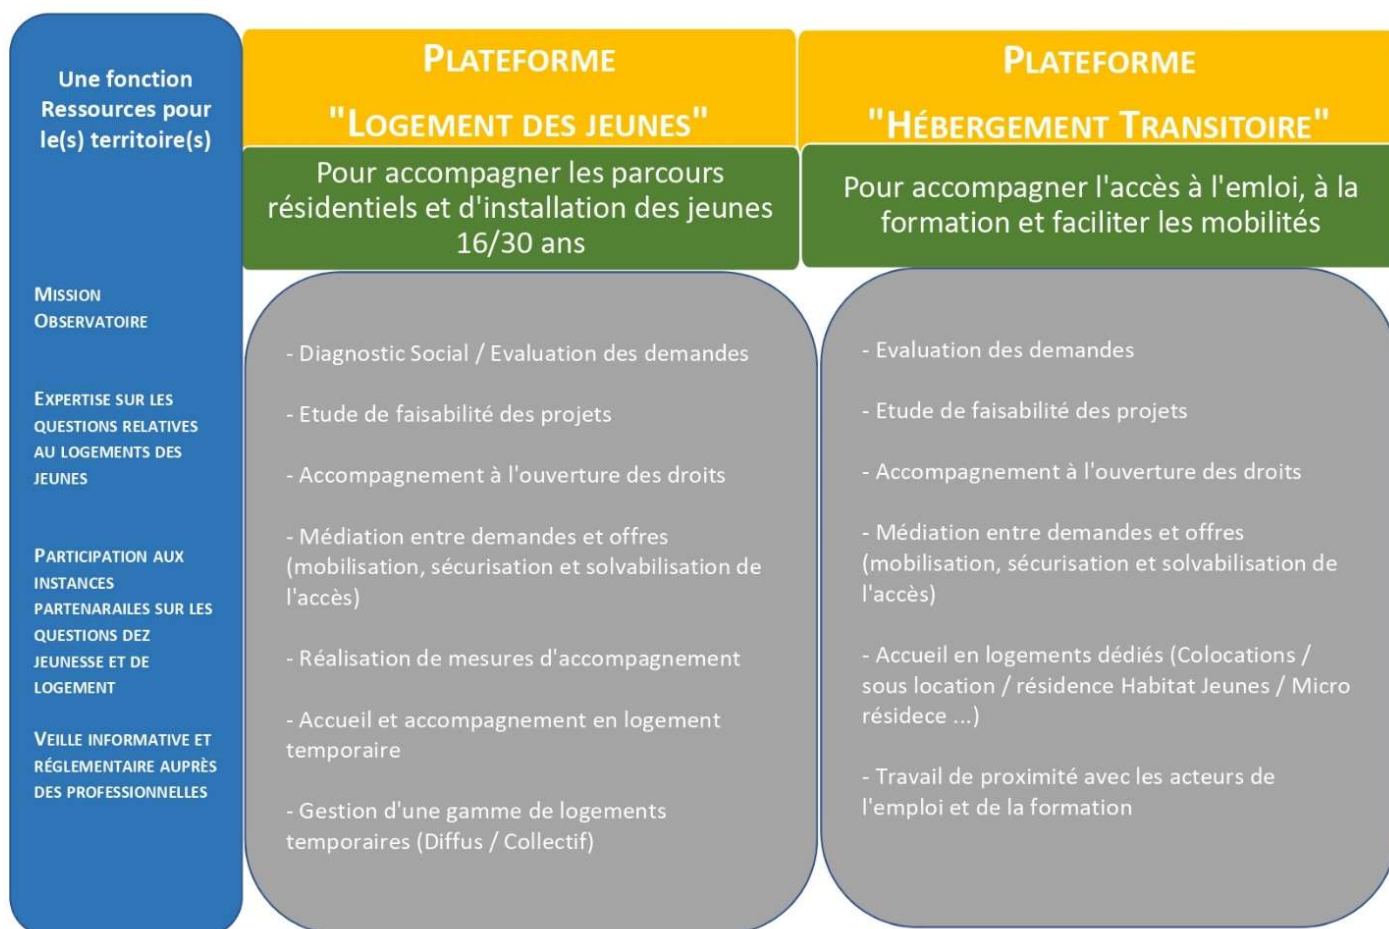 Une fonction
Ressources pour
le(s) territoire(s)
MISSION
OBSERVATOIRE
EXPERTISE SUR LES
QUESTIONS RELATIVES
AU LOGEMENTS DES
JEUNES
PARTICIPATION AUX
INSTANCES
PARTENARAILES SUR LES
QUESTIONS DEZ
JEUNESSE ET DE
LOGEMENT
VEILLE INFORMATIVE ET
RÉGLEMENTAIRE AUPRÈS
DES PROFESSIONNELLES
PLATEFORME
"LOGEMENT DES JEUNES"
Pour accompagner les parcours
résidentiels et d'installation des jeunes
16/30 ans
- Diagnostic Social / Evaluation des demandes
- Etude de faisabilité des projets
- Accompagnement à l'ouverture des droits
- Médiation entre demandes et offres
(mobilisation, sécurisation et solvabilisation de
l'accès)
- Réalisation de mesures d'accompagnement
- Accueil et accompagnement en logement
temporaire
- Gestion d'une gamme de logements
temporaires (Diffus / Collectif)
PLATEFORME
"HÉBERGEMENT TRANSITOIRE"
Pour accompagner l'accès à l'emloi, à la
formation et faciliter les mobilités
- Evaluation des demandes
- Etude de faisabilité des projets
- Accompagnement à l'ouverture des droits
- Médiation entre demandes et offres
(mobilisation, sécurisation et solvabilisation de
l'accès)
- Accueil en logements dédiés (Colocations /
sous location / résidence Habitat Jeunes / Micro
résidece ...)
- Travail de proximité avec les acteurs de
l'emploi et de la formation